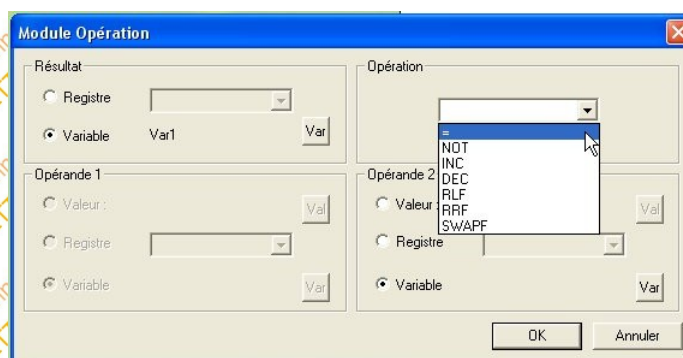 Module Opération
Résultat
Registre
Variable Var1 Var
Opération
=
NOT
INC
DEC
RLF
RRF
SWAPF
Opérande 1
Valeur : Val
Registre
Variable Var
Opérande 2
Valeur : Val
Registre
Variable Var
OK Annuler